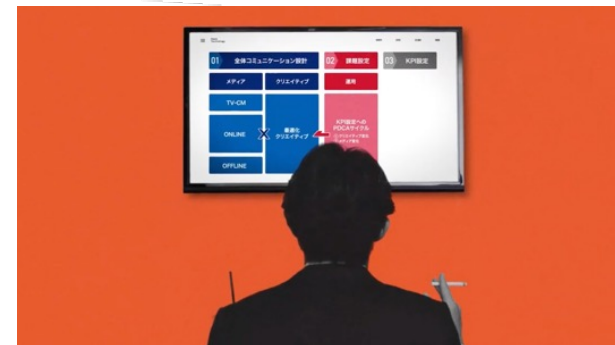 01 全体コミュニケーション設計
02 課題設定
03 KPI設定
メディア
クリエイティブ
運用
TV-CM
ONLINE
OFFLINE
X
最適化
クリエイティブ
KPI設定への
PDCAサイクル